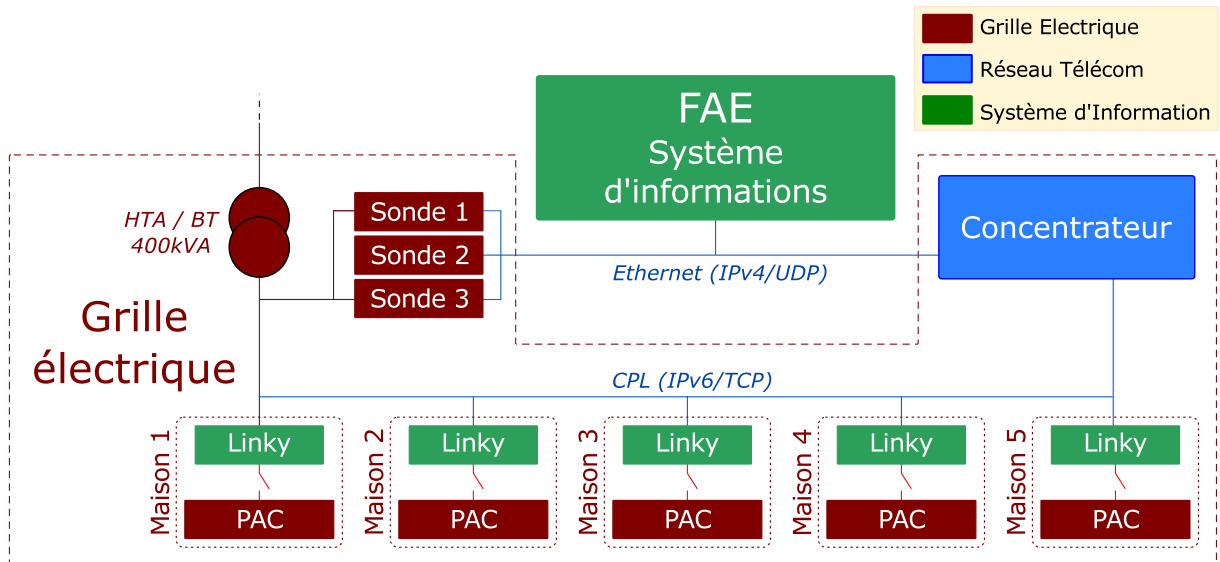 Grille Electrique
Réseau Télécom
Système d'Information
FAE
Système
d'informations
HTA / BT
400kVA
Sonde 1
Sonde 2
Sonde 3
Concentrateur
Ethernet (IPv4/UDP)
Grille
électrique
CPL (IPv6/TCP)
Maison 1
Linky
PAC
Maison 2
Linky
PAC
Maison 3
Linky
PAC
Maison 4
Linky
PAC
Maison 5
Linky
PAC